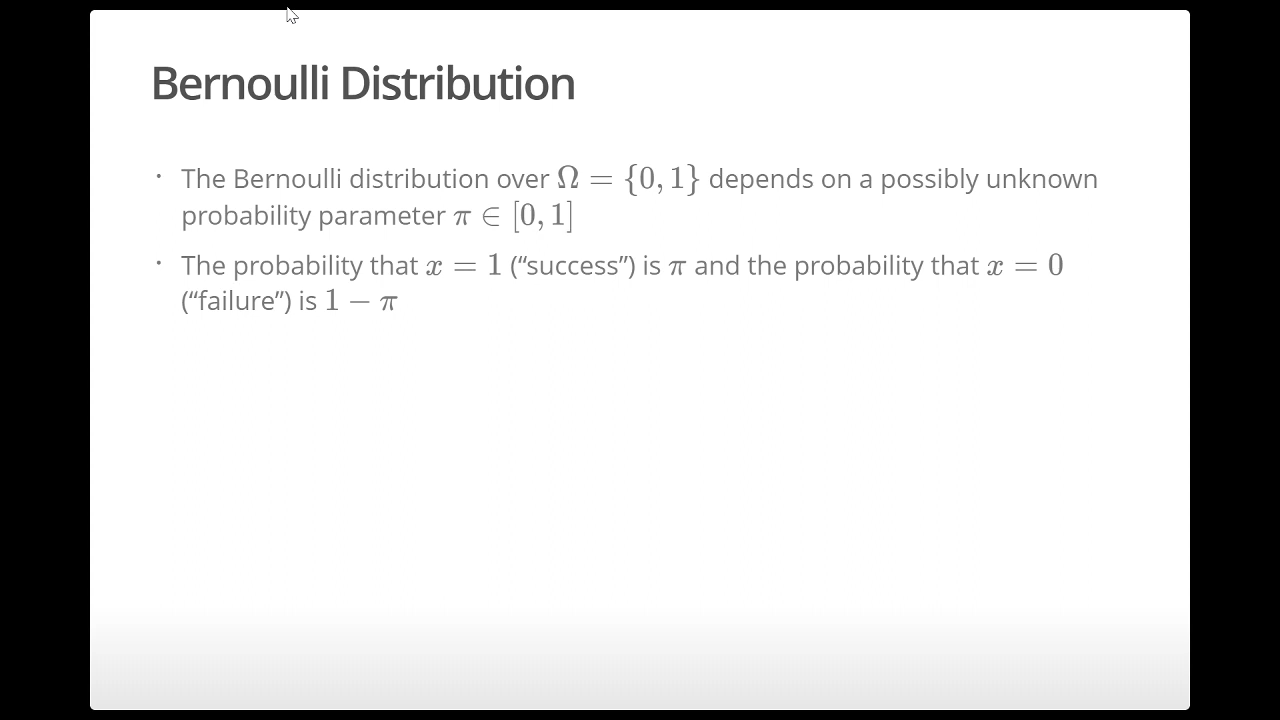 Bernoulli Distribution
• The Bernoulli distribution over Ω = {0, 1} depends on a possibly unknown
probability parameter π ∈ [0, 1]
• The probability that x = 1 (“success”) is π and the probability that x = 0
(“failure”) is 1 − π